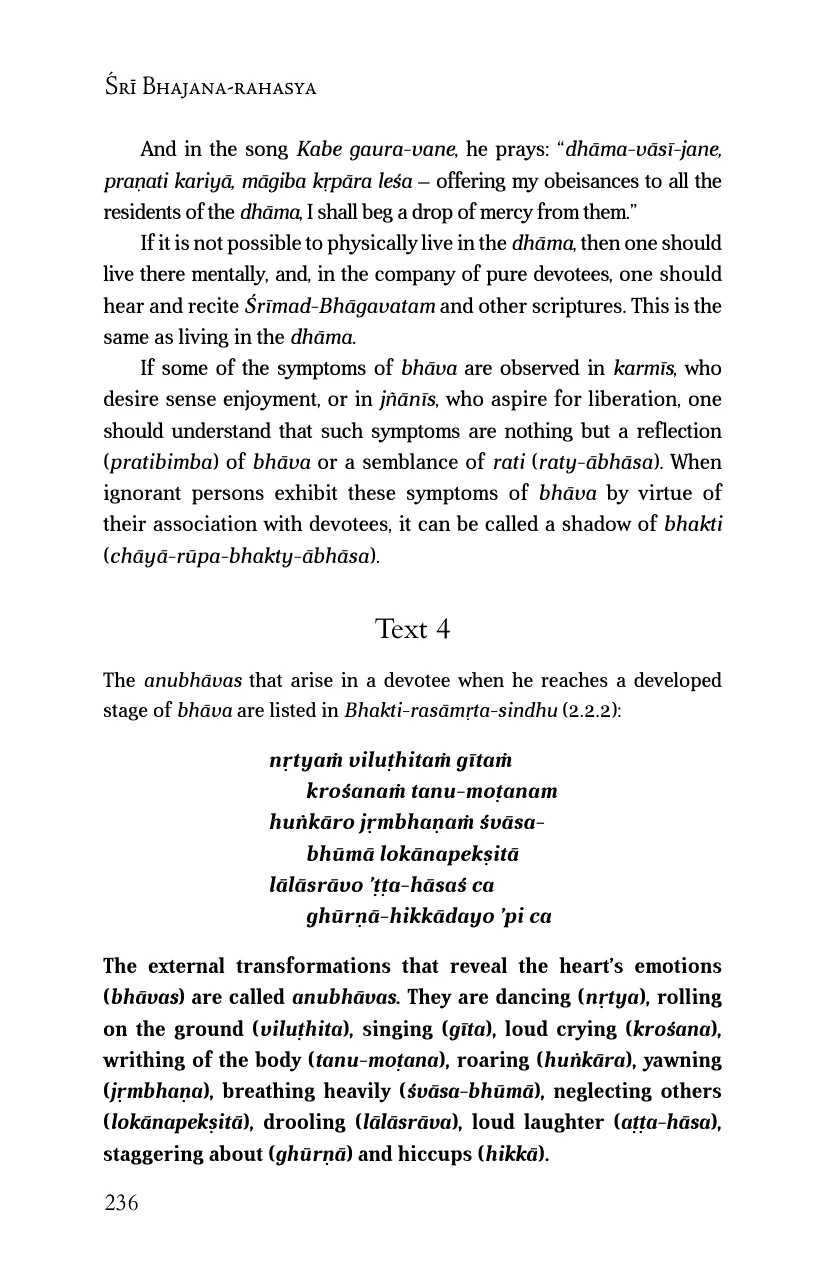 Śrī Bhajana-rahasya
And in the song Kabe gaura-vane, he prays: “dhāma-vāsī-jane,
praṇati kariyā, māgiba kṛpāra leśa – offering my obeisances to all the
residents of the dhāma, I shall beg a drop of mercy from them.”
If it is not possible to physically live in the dhāma, then one should
live there mentally, and, in the company of pure devotees, one should
hear and recite Śrīmad-Bhāgavatam and other scriptures. This is the
same as living in the dhāma.
If some of the symptoms of bhāva are observed in karmīs, who
desire sense enjoyment, or in jñānīs, who aspire for liberation, one
should understand that such symptoms are nothing but a reflection
(pratibimba) of bhāva or a semblance of rati (raty-ābhāsa). When
ignorant persons exhibit these symptoms of bhāva by virtue of
their association with devotees, it can be called a shadow of bhakti
(chāyā-rūpa-bhakty-ābhāsa).
Text 4
The anubhāvas that arise in a devotee when he reaches a developed
stage of bhāva are listed in Bhakti-rasāmṛta-sindhu (2.2.2):
nṛtyaṁ viluṭhitaṁ gītaṁ
krośanaṁ tanu-moṭanam
huṅkāro jṛmbhaṇaṁ śvāsa-
bhūmā lokānapekṣitā
lālāsrāvo ’ṭṭa-hāsaś ca
ghūrṇā-hikkādayo ’pi ca
The external transformations that reveal the heart’s emotions
(bhāvas) are called anubhāvas. They are dancing (nṛtya), rolling
on the ground (viluṭhita), singing (gīta), loud crying (krośana),
writhing of the body (tanu-moṭana), roaring (huṅkāra), yawning
(jṛmbhaṇa), breathing heavily (śvāsa-bhūmā), neglecting others
(lokānapekṣitā), drooling (lālāsrāva), loud laughter (aṭṭa-hāsa),
staggering about (ghūrṇā) and hiccups (hikkā).
236